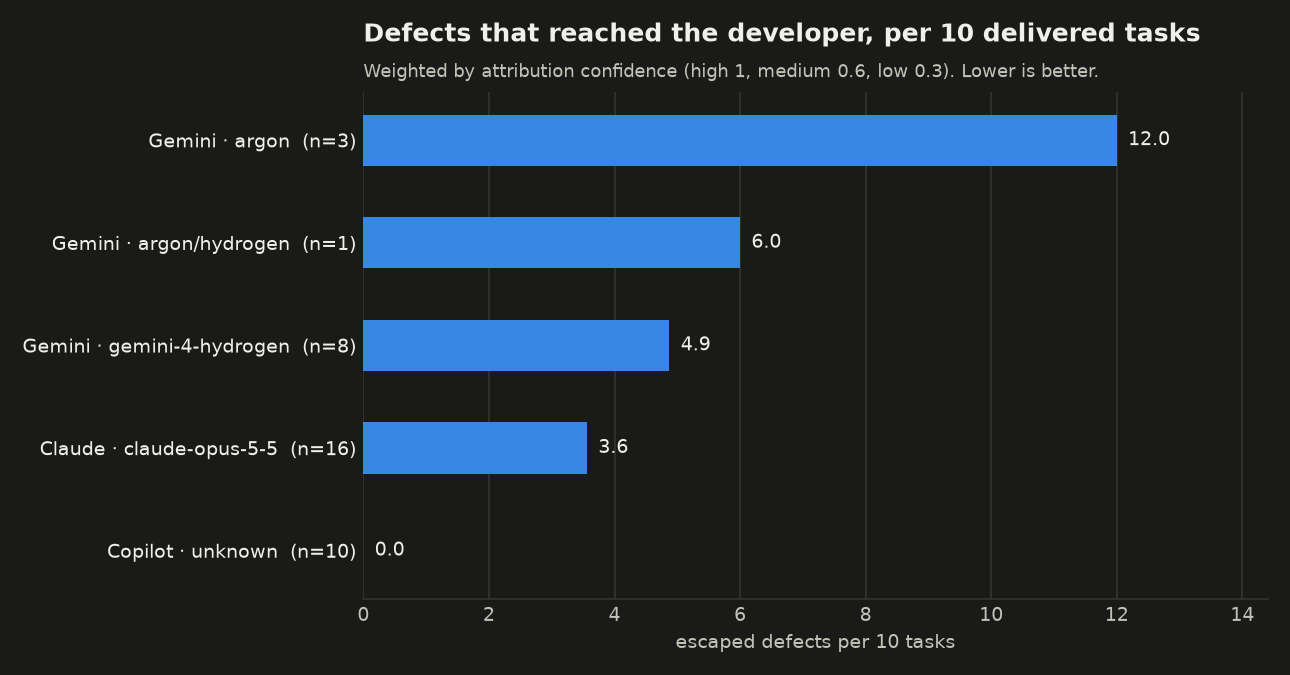 Defects that reached the developer, per 10 delivered tasks
Weighted by attribution confidence (high 1, medium 0.6, low 0.3). Lower is better.
Gemini · argon (n=3) 12.0
Gemini · argon/hydrogen (n=1) 6.0
Gemini · gemini-4-hydrogen (n=8) 4.9
Claude · claude-opus-5-5 (n=16) 3.6
Copilot · unknown (n=10) 0.0
0 2 4 6 8 10 12 14
escaped defects per 10 tasks